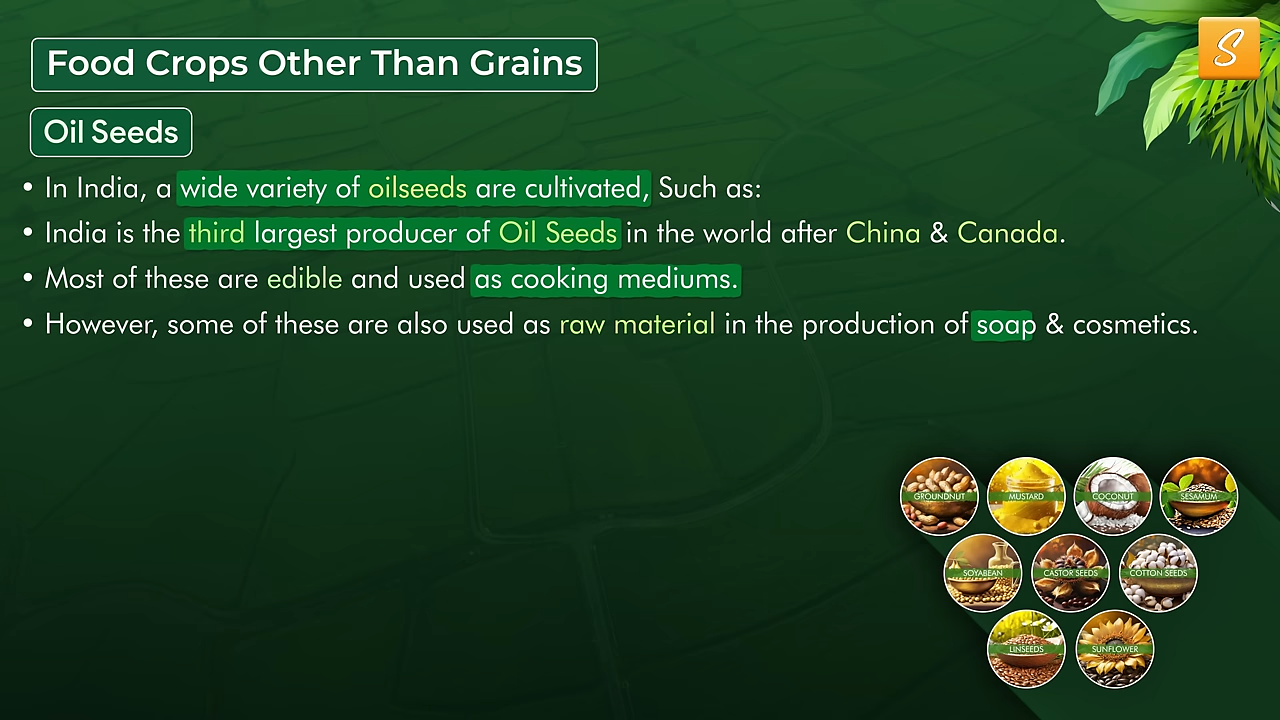 Food Crops Other Than Grains
S
Oil Seeds
• In India, a wide variety of oilseeds are cultivated, Such as:
• India is the third largest producer of Oil Seeds in the world after China & Canada.
• Most of these are edible and used as cooking mediums.
• However, some of these are also used as raw material in the production of soap & cosmetics.
GROUNDNUT MUSTARD COCONUT SESAMUM
SOYABEAN CASTOR SEEDS COTTON SEEDS
LINSEEDS SUNFLOWER